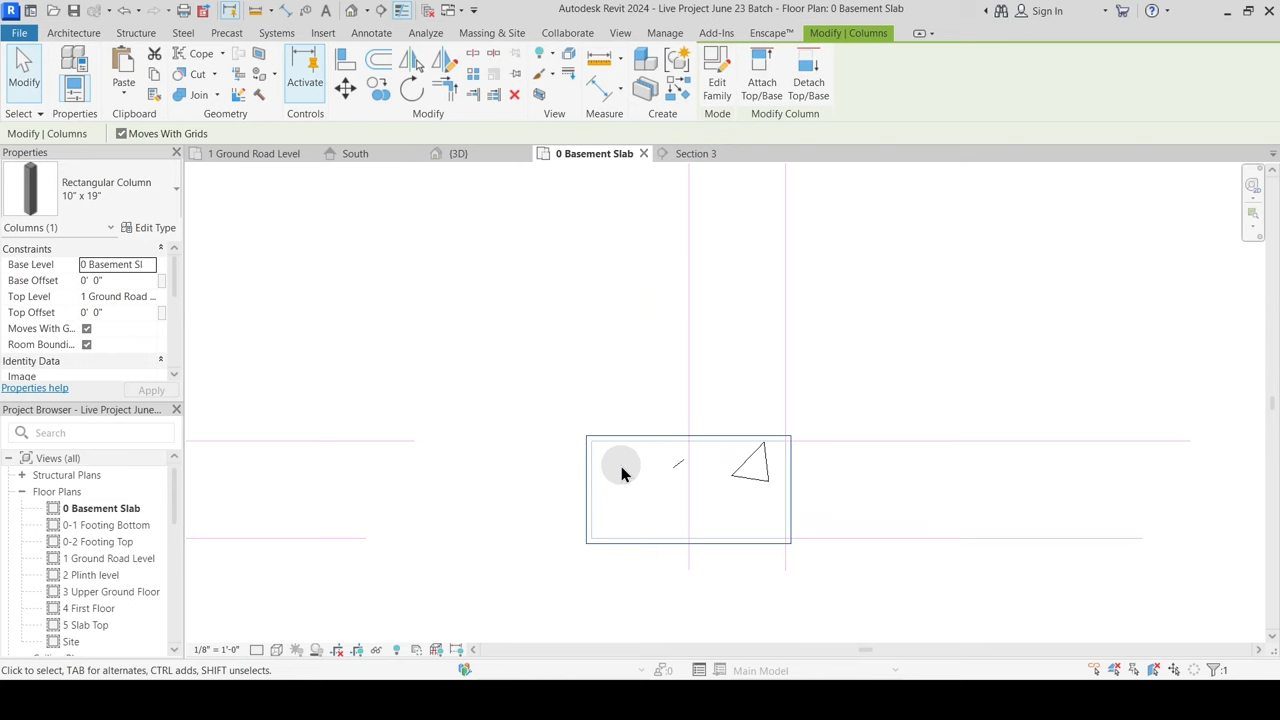 Autodesk Revit 2024 - Live Project June 23 Batch - Floor Plan: 0 Basement Slab
Sign In
File Architecture Structure Steel Precast Systems Insert Annotate Analyze Massing & Site Collaborate View Manage Add-Ins Enscape™ Modify | Columns
Modify
Paste
Cope
Cut
Join
Activate
Edit
Family
Attach
Top/Base
Detach
Top/Base
Select Properties Clipboard Geometry Controls Modify View Measure Create Mode Modify Column
Modify | Columns Moves With Grids
Properties
1 Ground Road Level South {3D} 0 Basement Slab Section 3
Rectangular Column
10" x 19"
Columns (1) Edit Type
Constraints
Base Level 0 Basement Sl
Base Offset 0' 0"
Top Level 1 Ground Road ...
Top Offset 0' 0"
Moves With G...
Room Boundi...
Identity Data
Image
Properties help Apply
Project Browser - Live Project June...
Search
Views (all)
Structural Plans
Floor Plans
0 Basement Slab
0-1 Footing Bottom
0-2 Footing Top
1 Ground Road Level
2 Plinth level
3 Upper Ground Floor
4 First Floor
5 Slab Top
Site
1/8" = 1'-0"
Click to select, TAB for alternates, CTRL adds, SHIFT unselects.
:0 Main Model :1